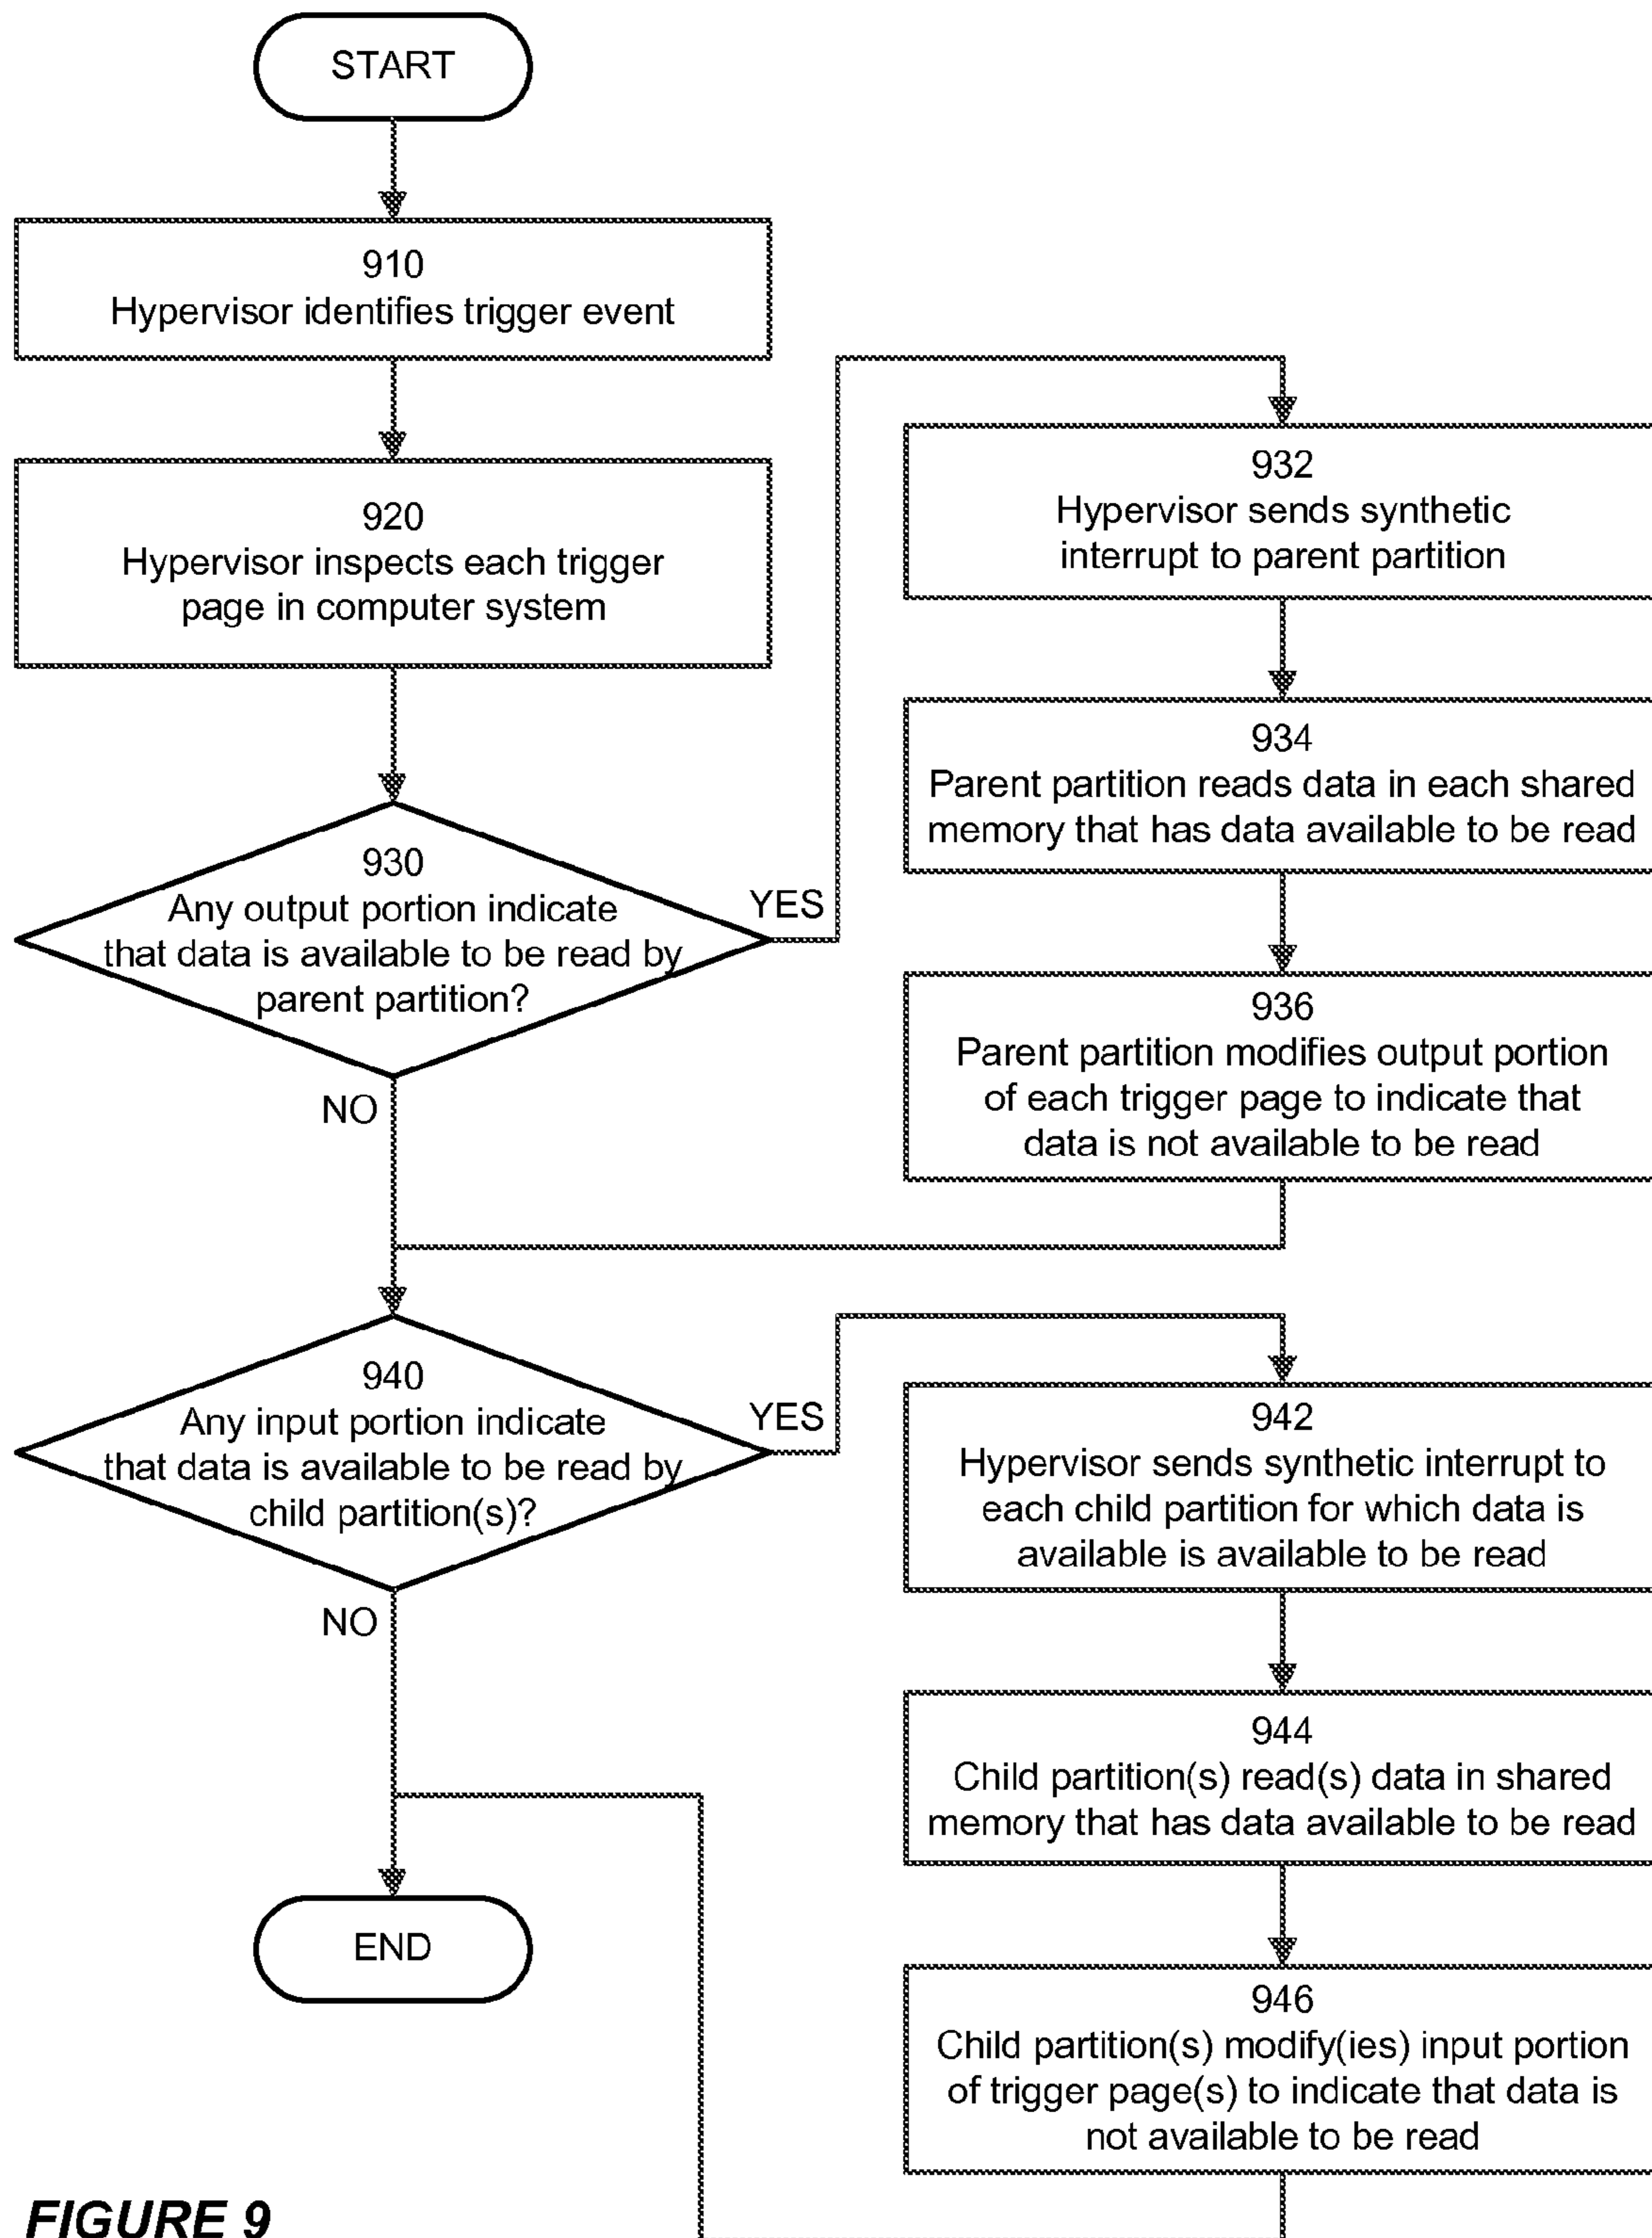 START
910
Hypervisor identifies trigger event
920
Hypervisor inspects each trigger
page in computer system
930
Any output portion indicate
that data is available to be read by
parent partition?
YES
NO
932
Hypervisor sends synthetic
interrupt to parent partition
934
Parent partition reads data in each shared
memory that has data available to be read
936
Parent partition modifies output portion
of each trigger page to indicate that
data is not available to be read
940
Any input portion indicate
that data is available to be read by
child partition(s)?
YES
NO
942
Hypervisor sends synthetic interrupt to
each child partition for which data is
available is available to be read
944
Child partition(s) read(s) data in shared
memory that has data available to be read
946
Child partition(s) modify(ies) input portion
of trigger page(s) to indicate that data is
not available to be read
END
FIGURE 9